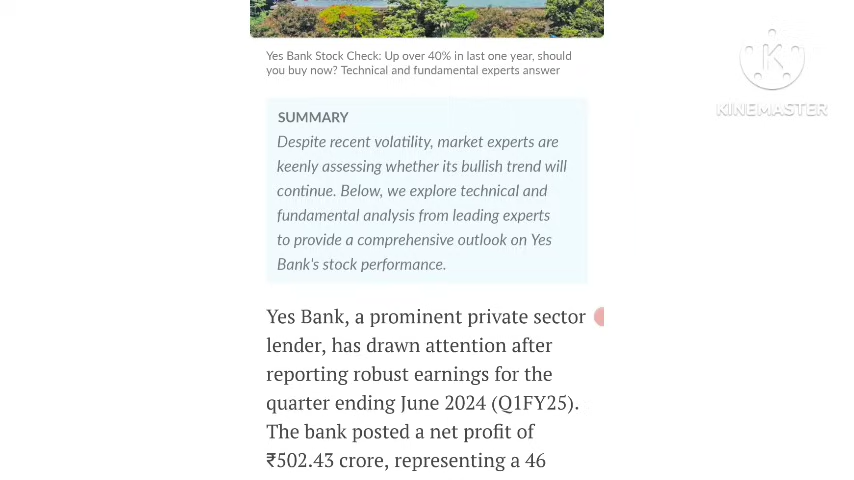 Yes Bank Stock Check: Up over 40% in last one year, should
you buy now? Technical and fundamental experts answer
SUMMARY
Despite recent volatility, market experts are
keenly assessing whether its bullish trend will
continue. Below, we explore technical and
fundamental analysis from leading experts
to provide a comprehensive outlook on Yes
Bank's stock performance.
Yes Bank, a prominent private sector
lender, has drawn attention after
reporting robust earnings for the
quarter ending June 2024 (Q1FY25).
The bank posted a net profit of
₹502.43 crore, representing a 46
K
KINEMASTER